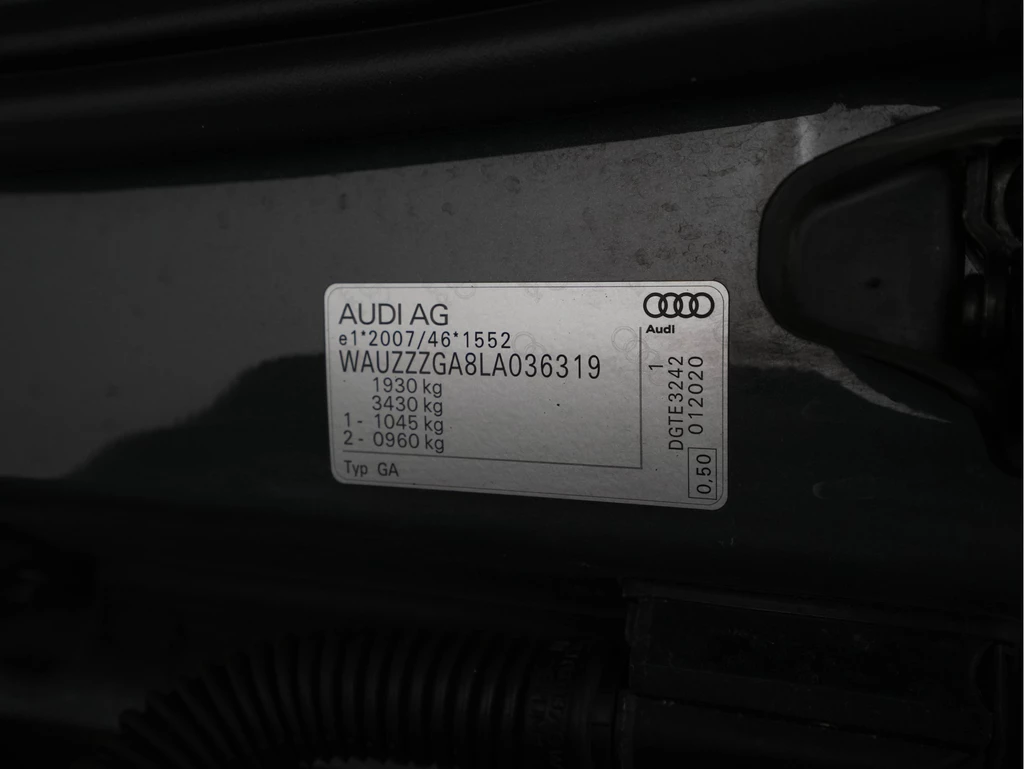 AUDI AG
e1*2007/46*1552
WAUZZZGA8LA036319
1930 kg
3430 kg
1 - 1045 kg
2 - 0960 kg
Typ GA
Audi
1
DGTE3242
012020
0,50